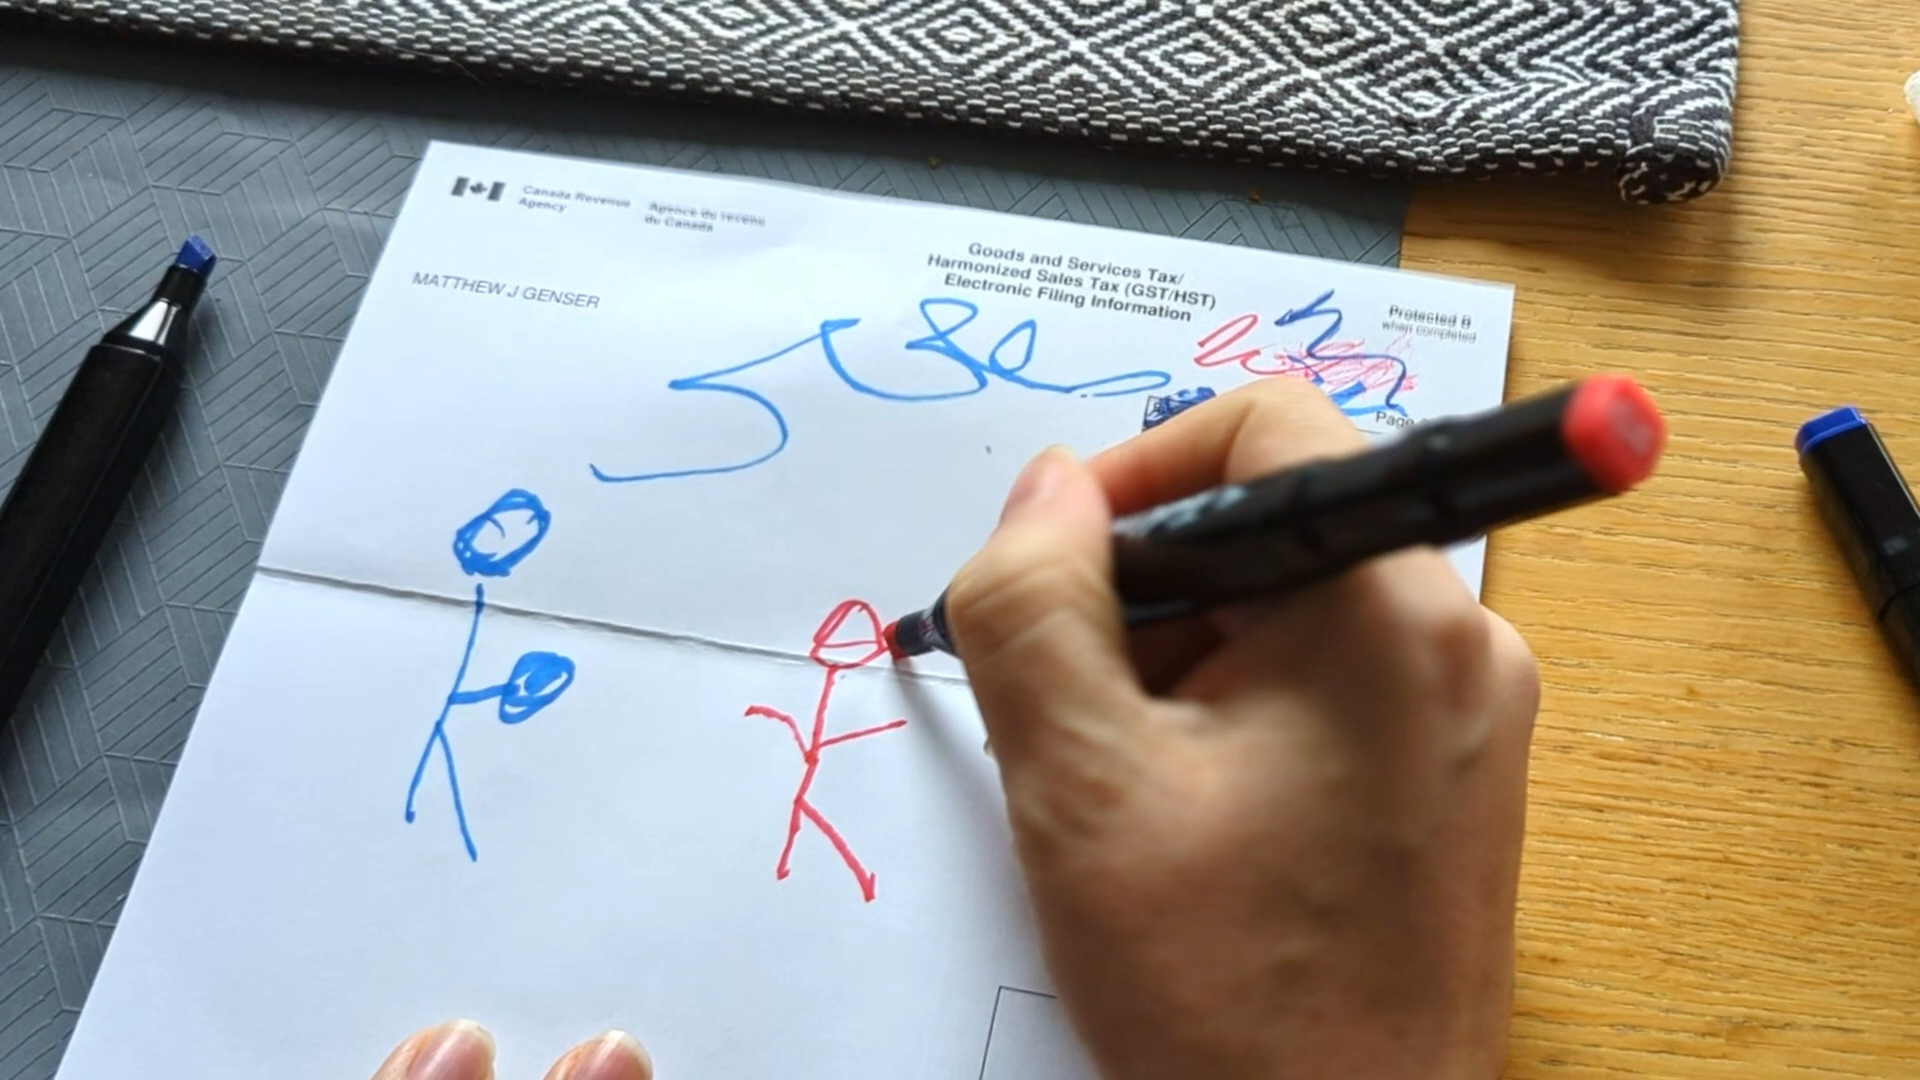 Canada Revenue
Agency
Agence du revenu
du Canada
Goods and Services Tax/
Harmonized Sales Tax (GST/HST)
Electronic Filing Information
MATTHEW J GENSER
Protected B
when completed
Page